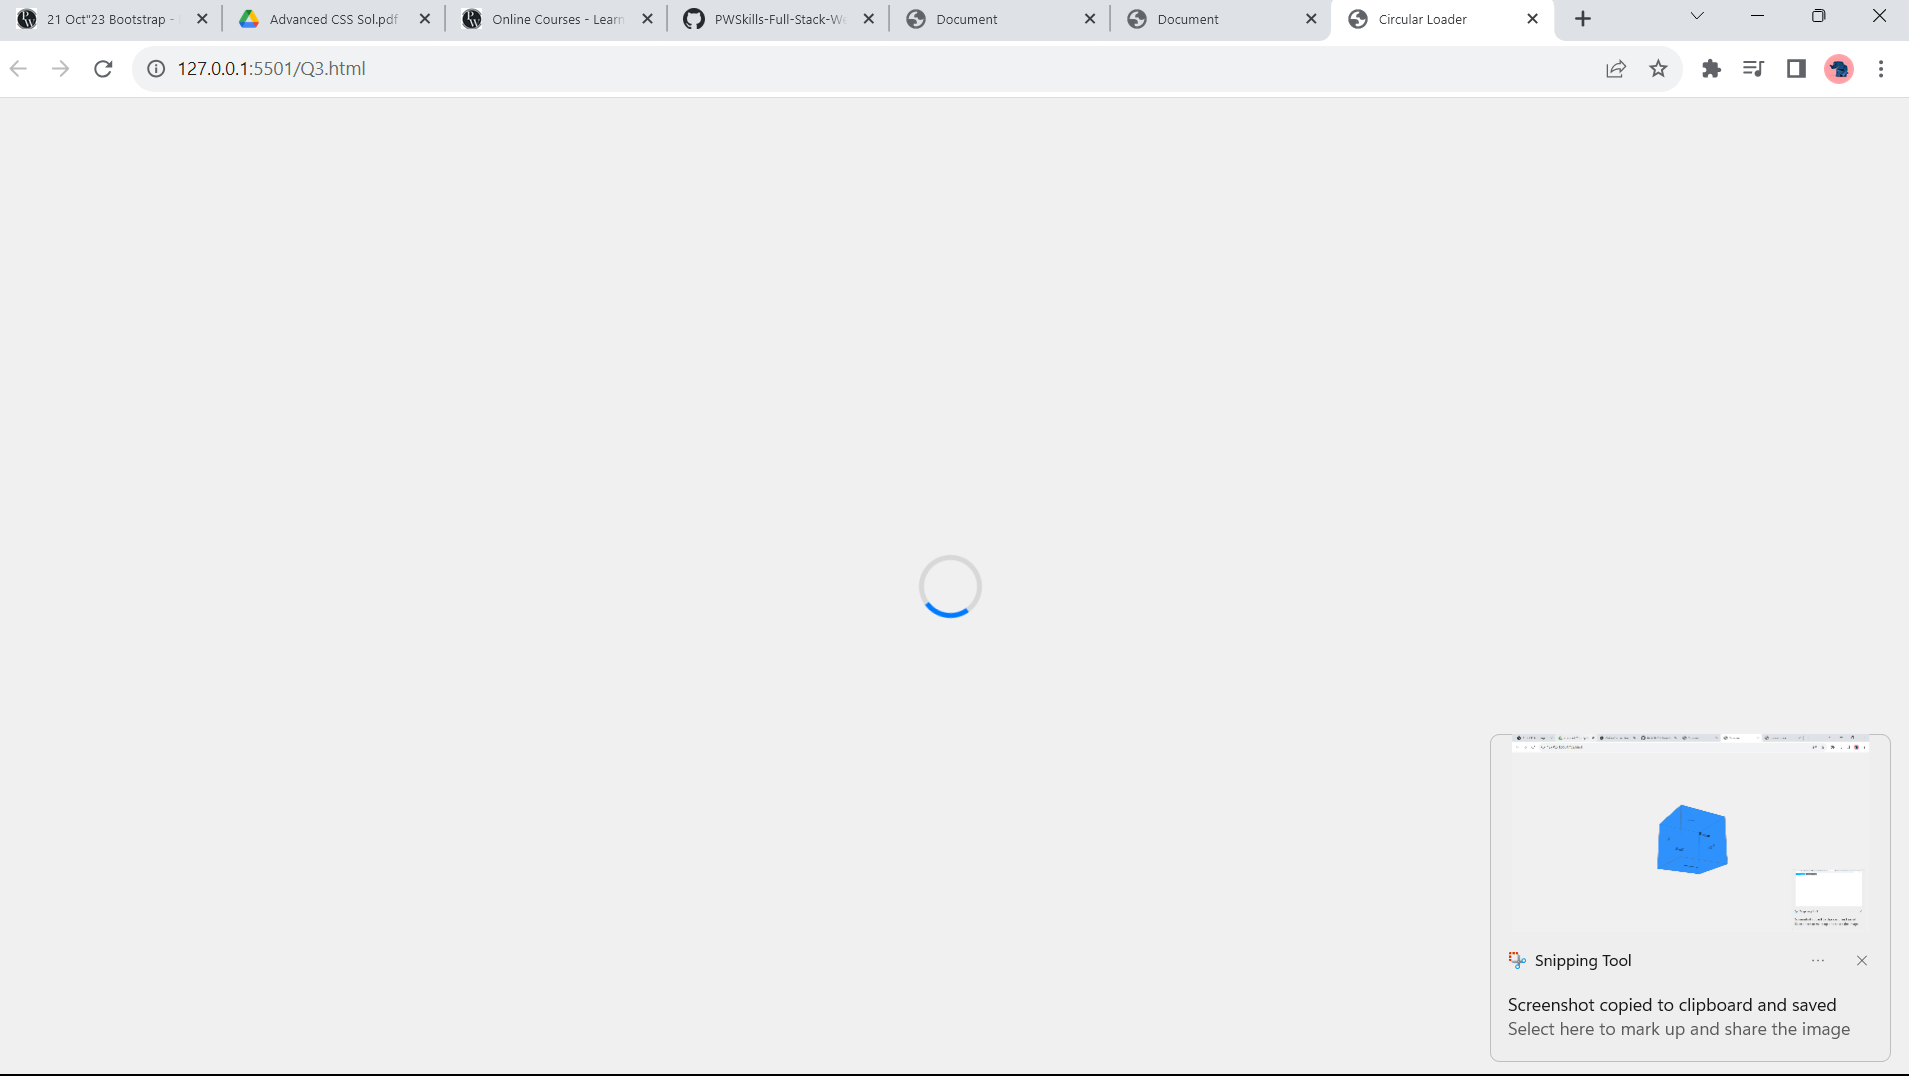 21 Oct"23 Bootstrap -
Advanced CSS Sol.pdf
Online Courses - Learn
PWSkills-Full-Stack-We
Document
Document
Circular Loader
127.0.0.1:5501/Q3.html
Snipping Tool
Screenshot copied to clipboard and saved
Select here to mark up and share the image